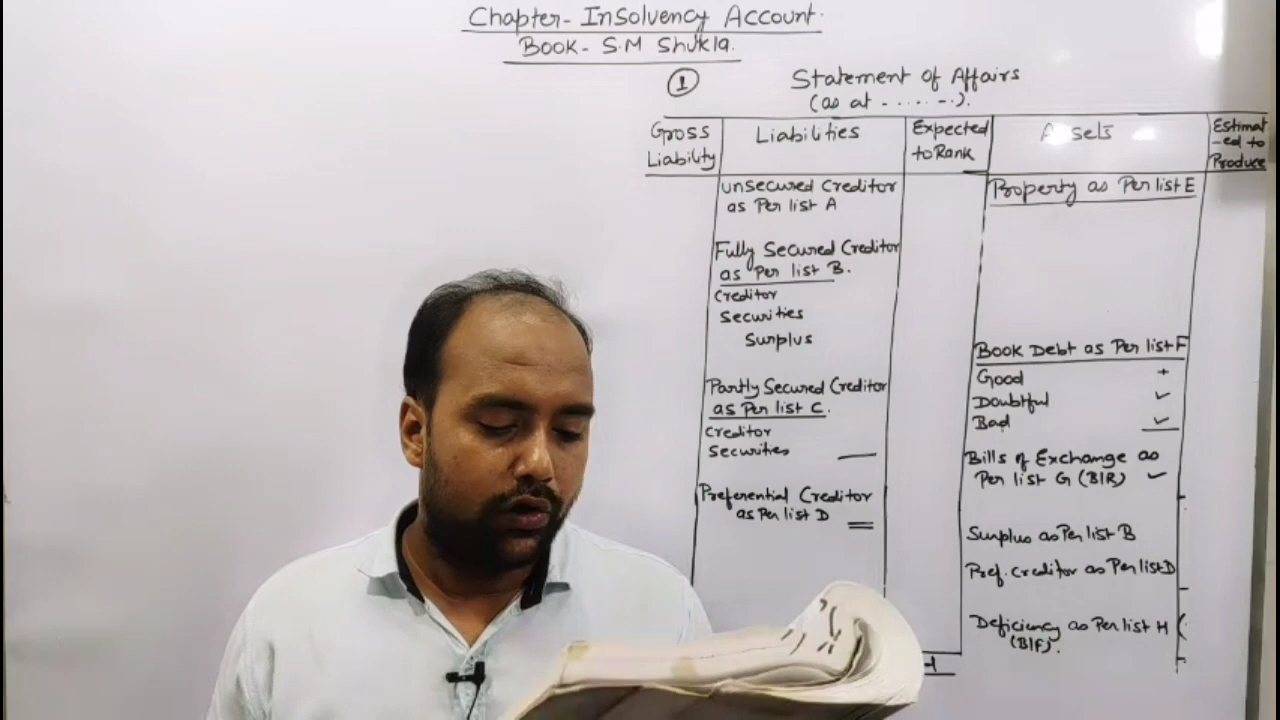 Chapter- Insolvency Account.
Book- S.M Shukla.
1
Statement of Affairs
(as at .......).
Gross Liability
Liabilities
Expected to Rank
Assets
Estimat-ed to Produce
unsecured Creditor
as Per list A
Fully Secured Creditor
as Per list B.
Creditor
Securities
Surplus
Partly Secured Creditor
as Per list C.
Creditor
Securities
Preferential Creditor
as Per list D
Property as Per list E
Book Debt as Per list F
Good +
Doubtful ✓
Bad ✓
Bills of Exchange as
Per list G (B/R) ✓
Surplus as Per list B
Pref. Creditor as Per list D
Deficiency as Per list H (
(B/F).